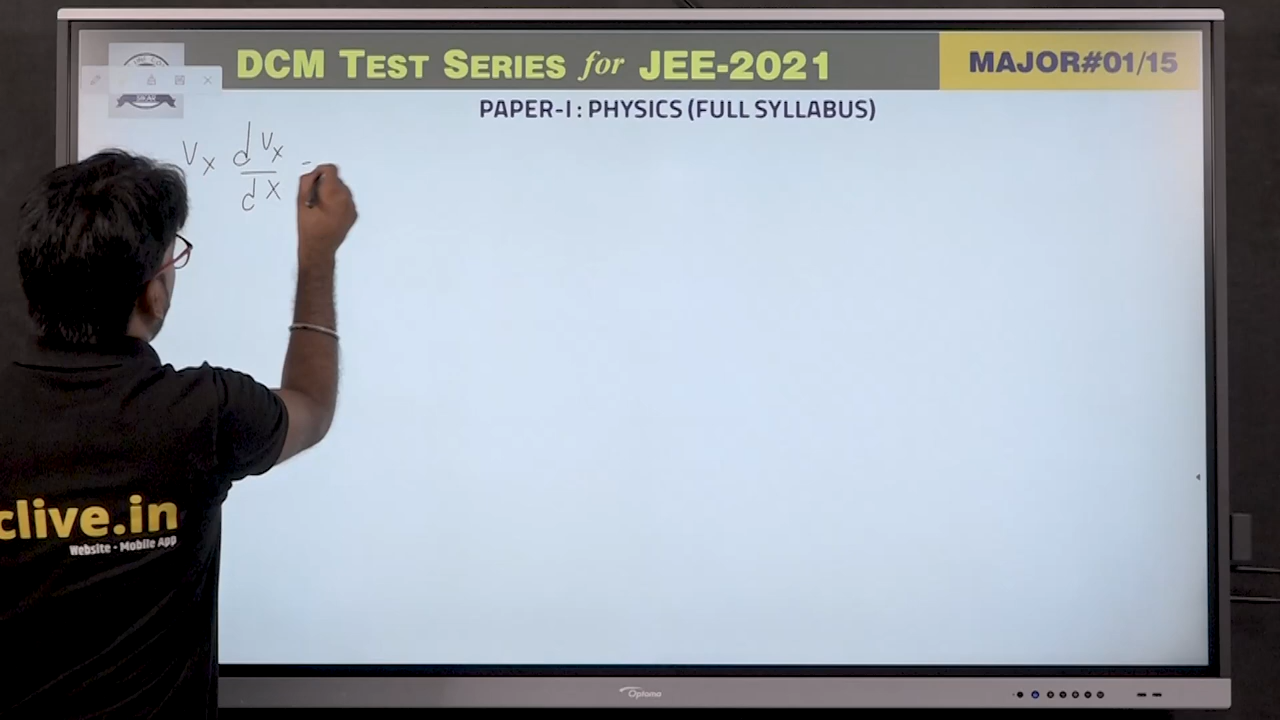 DCM TEST SERIES for JEE-2021
MAJOR#01/15
PAPER-I : PHYSICS (FULL SYLLABUS)
Vx dVx/dx =
clive.in
Website - Mobile App
Optoma